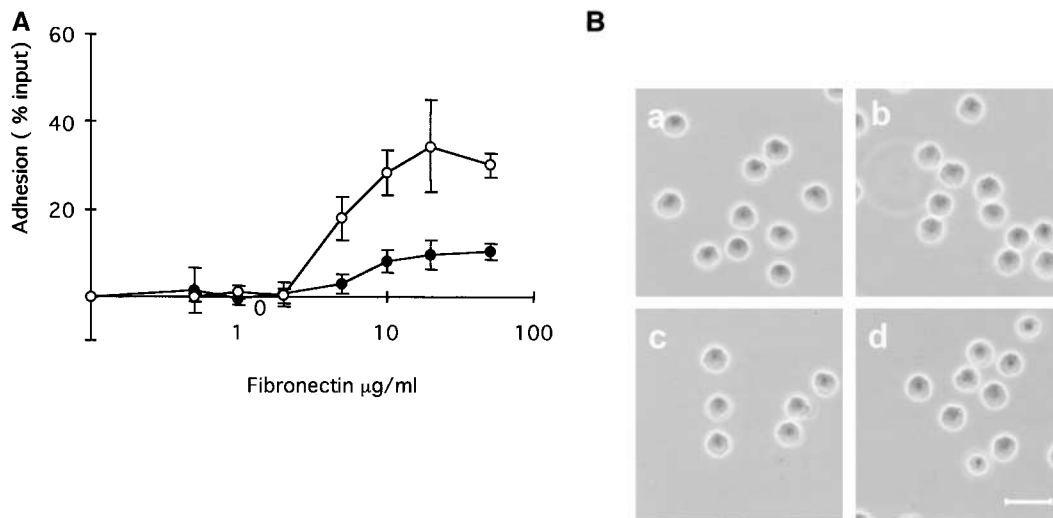 A
60
40
20
0
Adhesion ( % input)
1 10 100
Fibronectin μg/ml
B
a b
c d